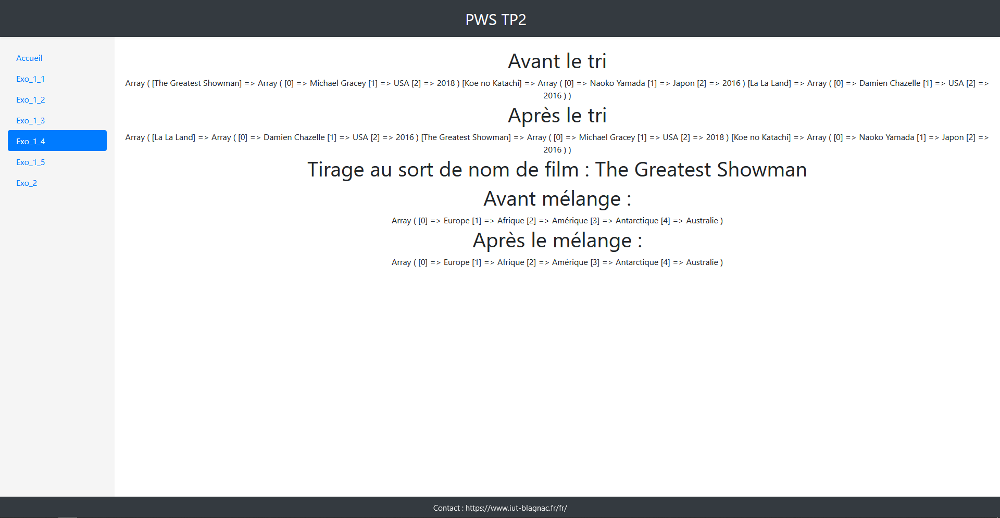 PWS TP2
Accueil
Exo_1_1
Exo_1_2
Exo_1_3
Exo_1_4
Exo_1_5
Exo_2
Avant le tri
Array ( [The Greatest Showman] => Array ( [0] => Michael Gracey [1] => USA [2] => 2018 ) [Koe no Katachi] => Array ( [0] => Naoko Yamada [1] => Japon [2] => 2016 ) [La La Land] => Array ( [0] => Damien Chazelle [1] => USA [2] =>
2016 ) )
Après le tri
Array ( [La La Land] => Array ( [0] => Damien Chazelle [1] => USA [2] => 2016 ) [The Greatest Showman] => Array ( [0] => Michael Gracey [1] => USA [2] => 2018 ) [Koe no Katachi] => Array ( [0] => Naoko Yamada [1] => Japon [2] =>
2016 ) )
Tirage au sort de nom de film : The Greatest Showman
Avant mélange :
Array ( [0] => Europe [1] => Afrique [2] => Amérique [3] => Antarctique [4] => Australie )
Après le mélange :
Array ( [0] => Europe [1] => Afrique [2] => Amérique [3] => Antarctique [4] => Australie )
Contact : https://www.iut-blagnac.fr/fr/